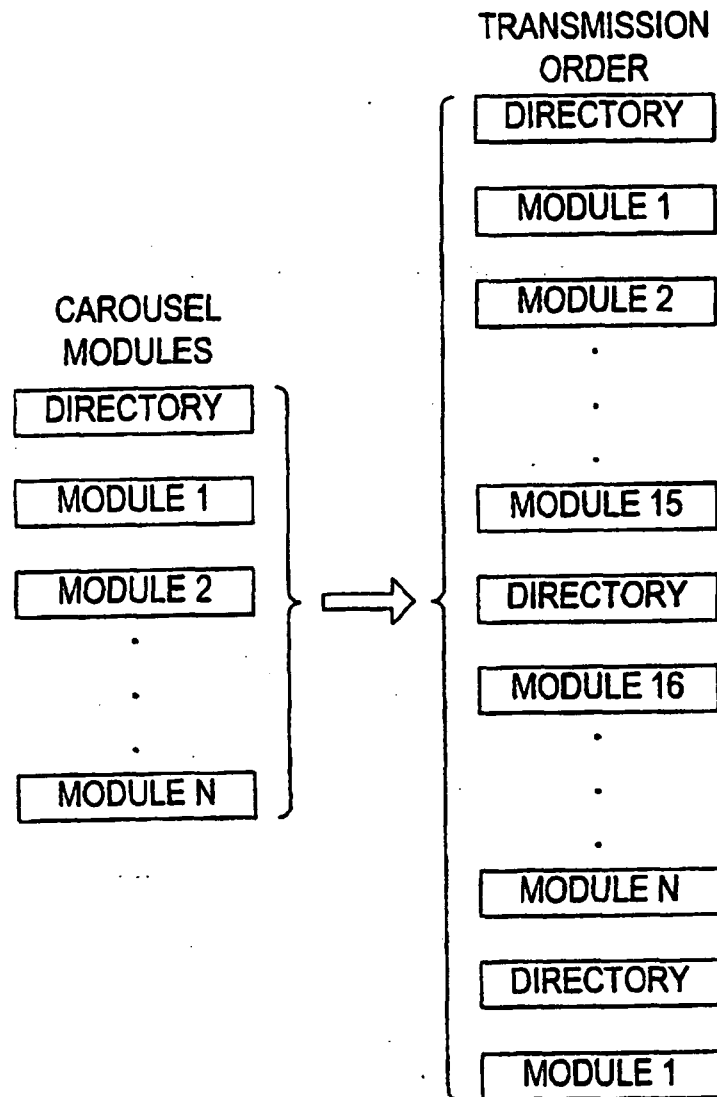 CAROUSEL
MODULES
DIRECTORY
MODULE 1
MODULE 2
MODULE N
TRANSMISSION
ORDER
DIRECTORY
MODULE 1
MODULE 2
MODULE 15
DIRECTORY
MODULE 16
MODULE N
DIRECTORY
MODULE 1